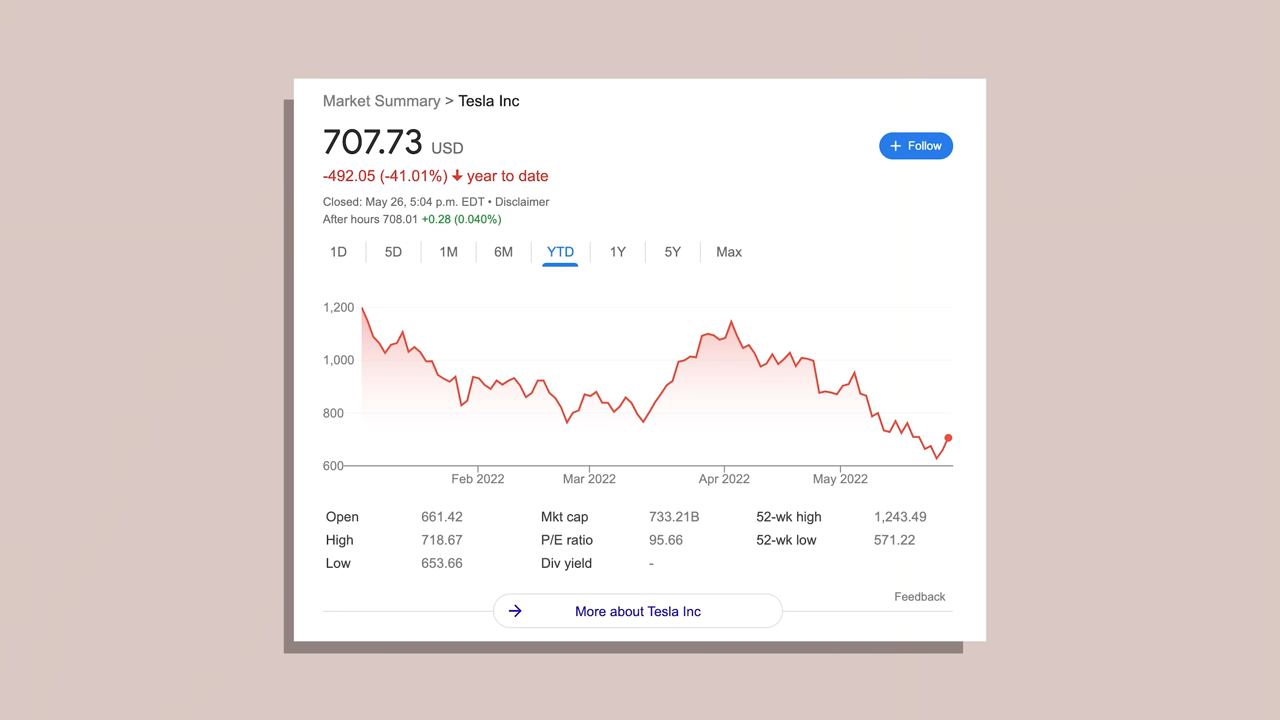 Market Summary > Tesla Inc
707.73 USD
+ Follow
-492.05 (-41.01%) ↓ year to date
Closed: May 26, 5:04 p.m. EDT • Disclaimer
After hours 708.01 +0.28 (0.040%)
1D 5D 1M 6M YTD 1Y 5Y Max
1,200
1,000
800
600
Feb 2022 Mar 2022 Apr 2022 May 2022
Open 661.42 Mkt cap 733.21B 52-wk high 1,243.49
High 718.67 P/E ratio 95.66 52-wk low 571.22
Low 653.66 Div yield -
Feedback
→ More about Tesla Inc